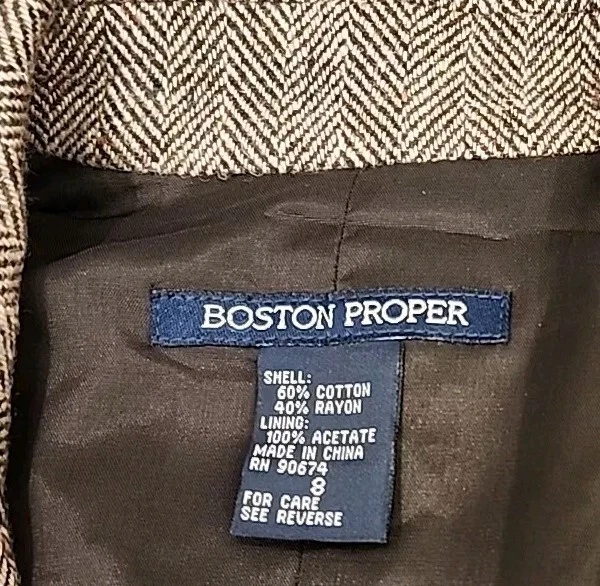 BOSTON PROPER
SHELL:
60% COTTON
40% RAYON
LINING:
100% ACETATE
MADE IN CHINA
RN 90674
8
FOR CARE
SEE REVERSE